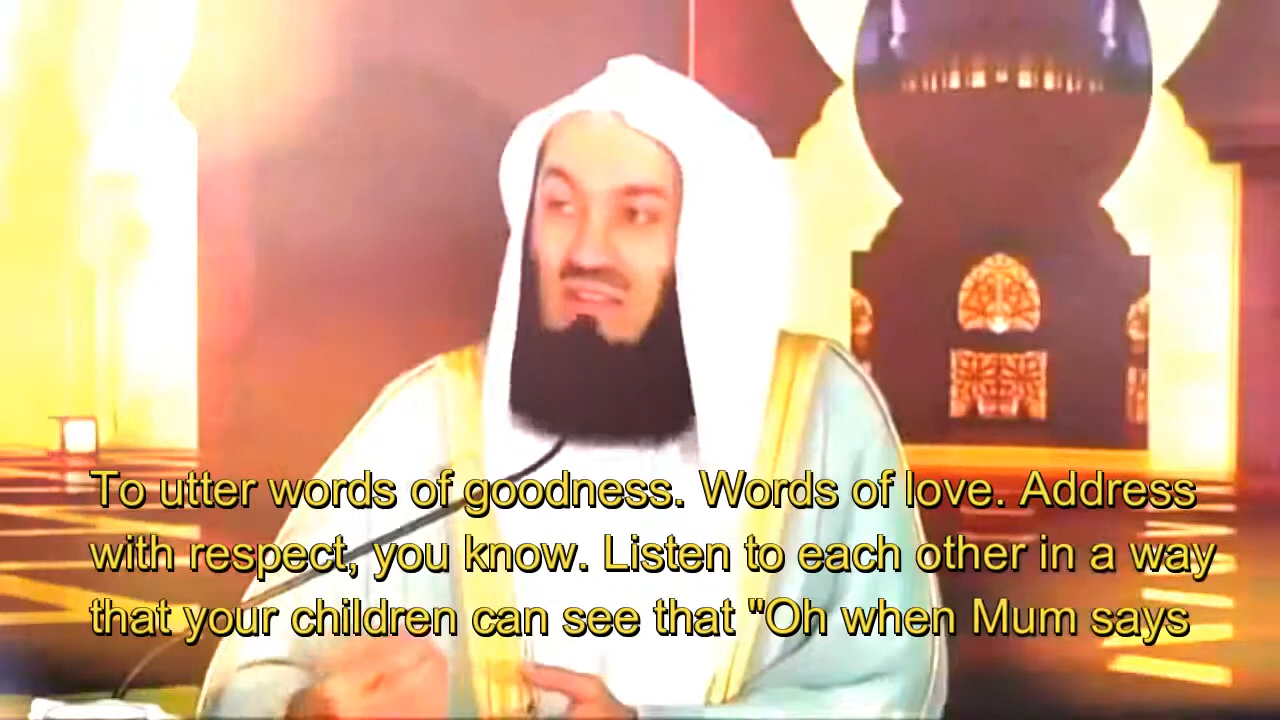 To utter words of goodness. Words of love. Address
with respect, you know. Listen to each other in a way
that your children can see that "Oh when Mum says